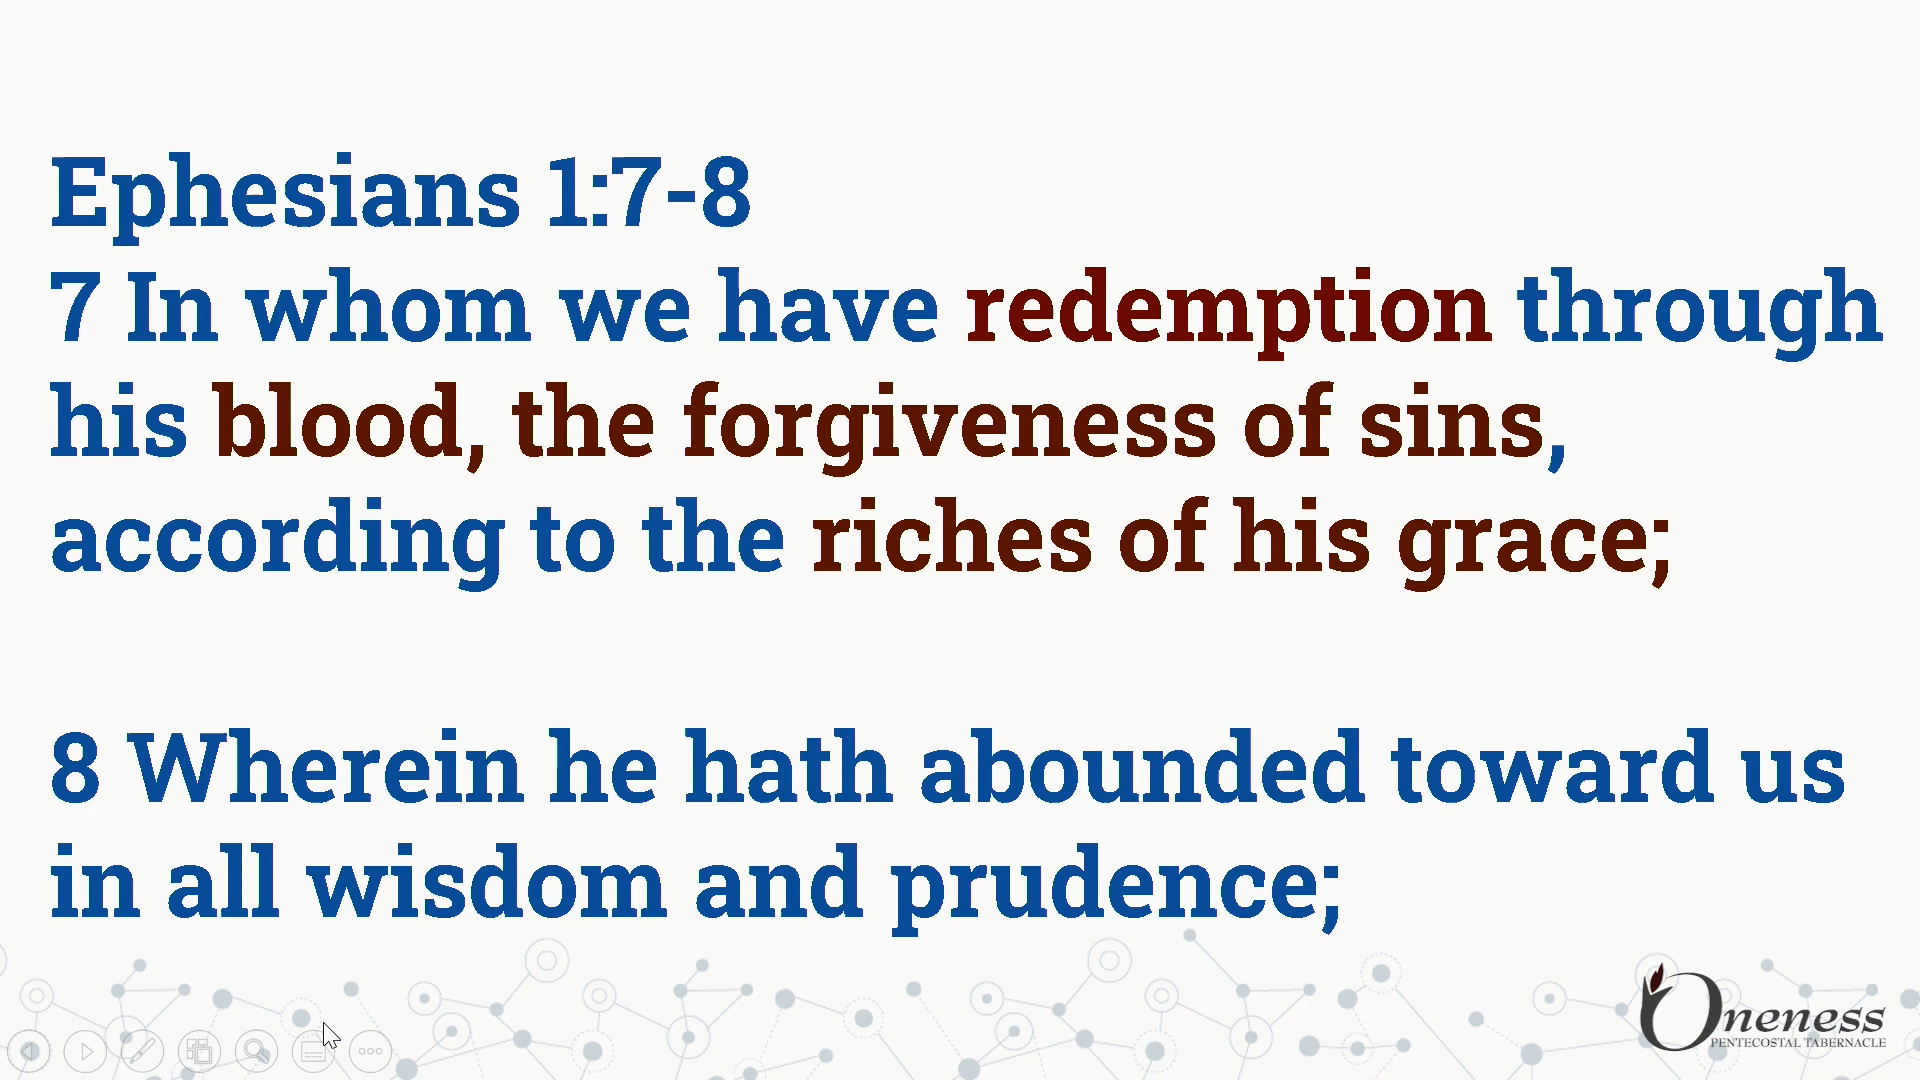 Ephesians 1:7-8
7 In whom we have redemption through
his blood, the forgiveness of sins,
according to the riches of his grace;
8 Wherein he hath abounded toward us
in all wisdom and prudence;
Oneness
PENTECOSTAL TABERNACLE